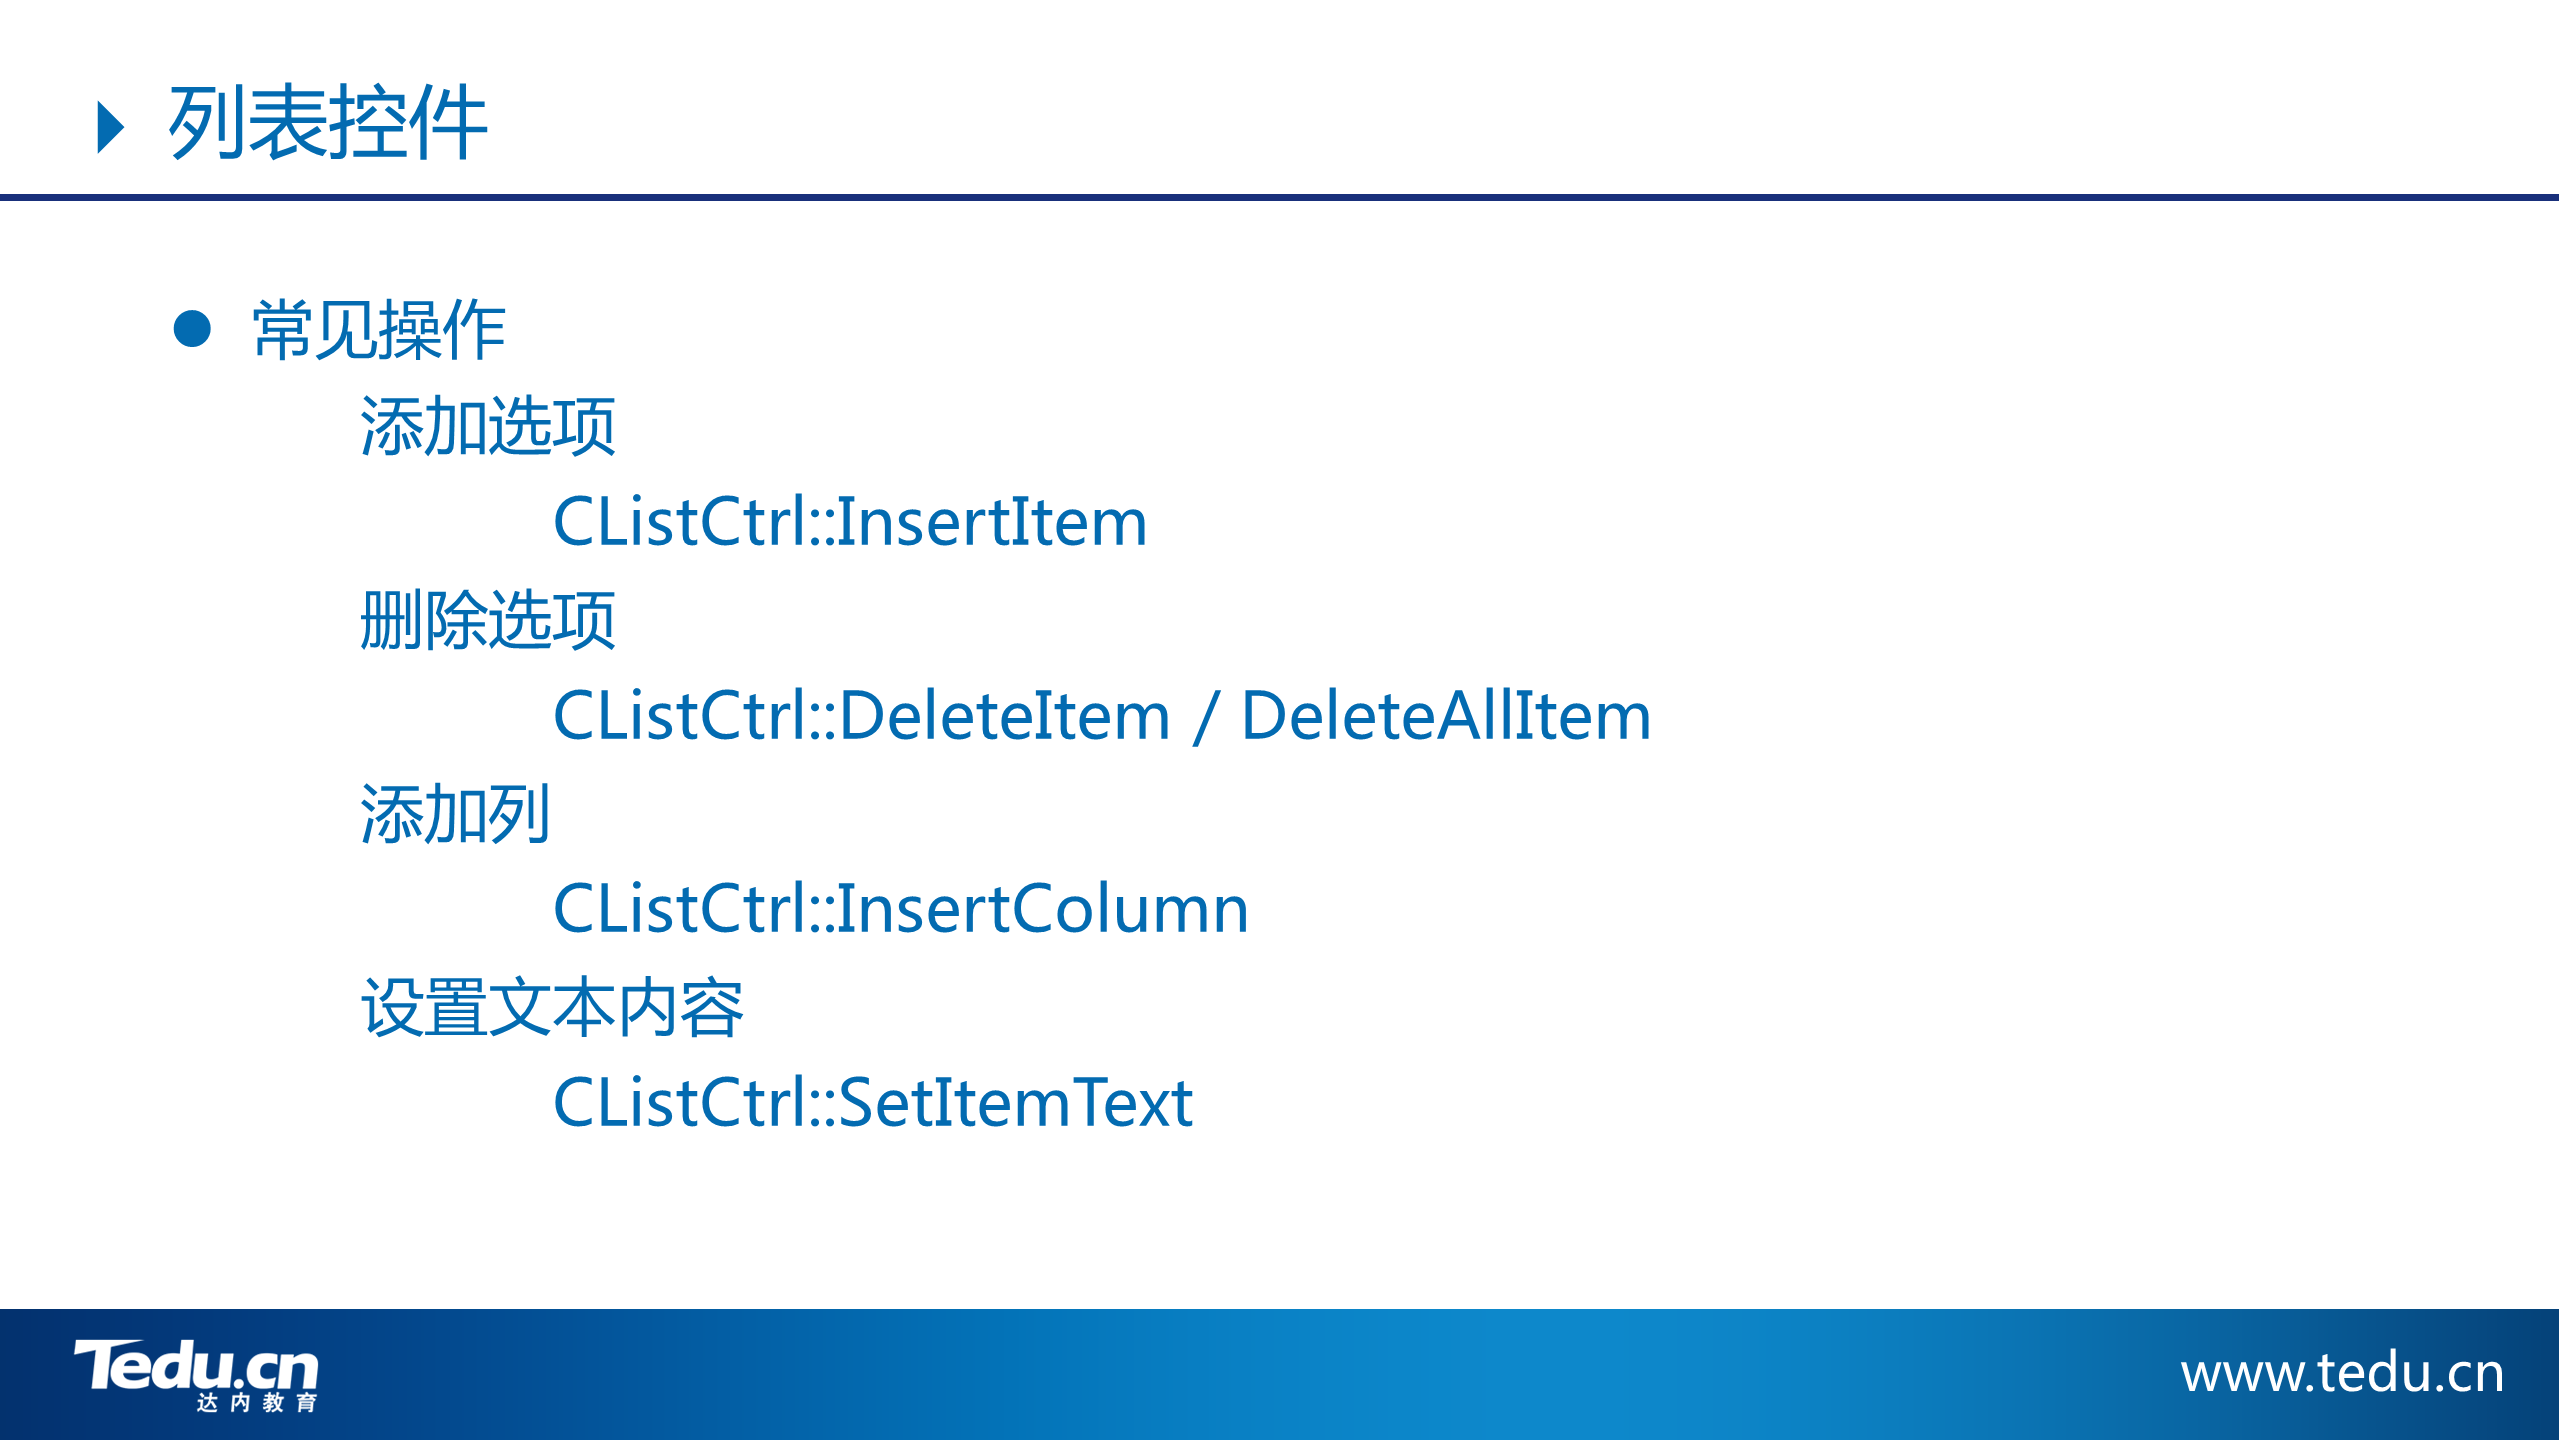 列表控件
常见操作
添加选项
CListCtrl::InsertItem
删除选项
CListCtrl::DeleteItem / DeleteAllItem
添加列
CListCtrl::InsertColumn
设置文本内容
CListCtrl::SetItemText
Tedu.cn
达内教育
www.tedu.cn